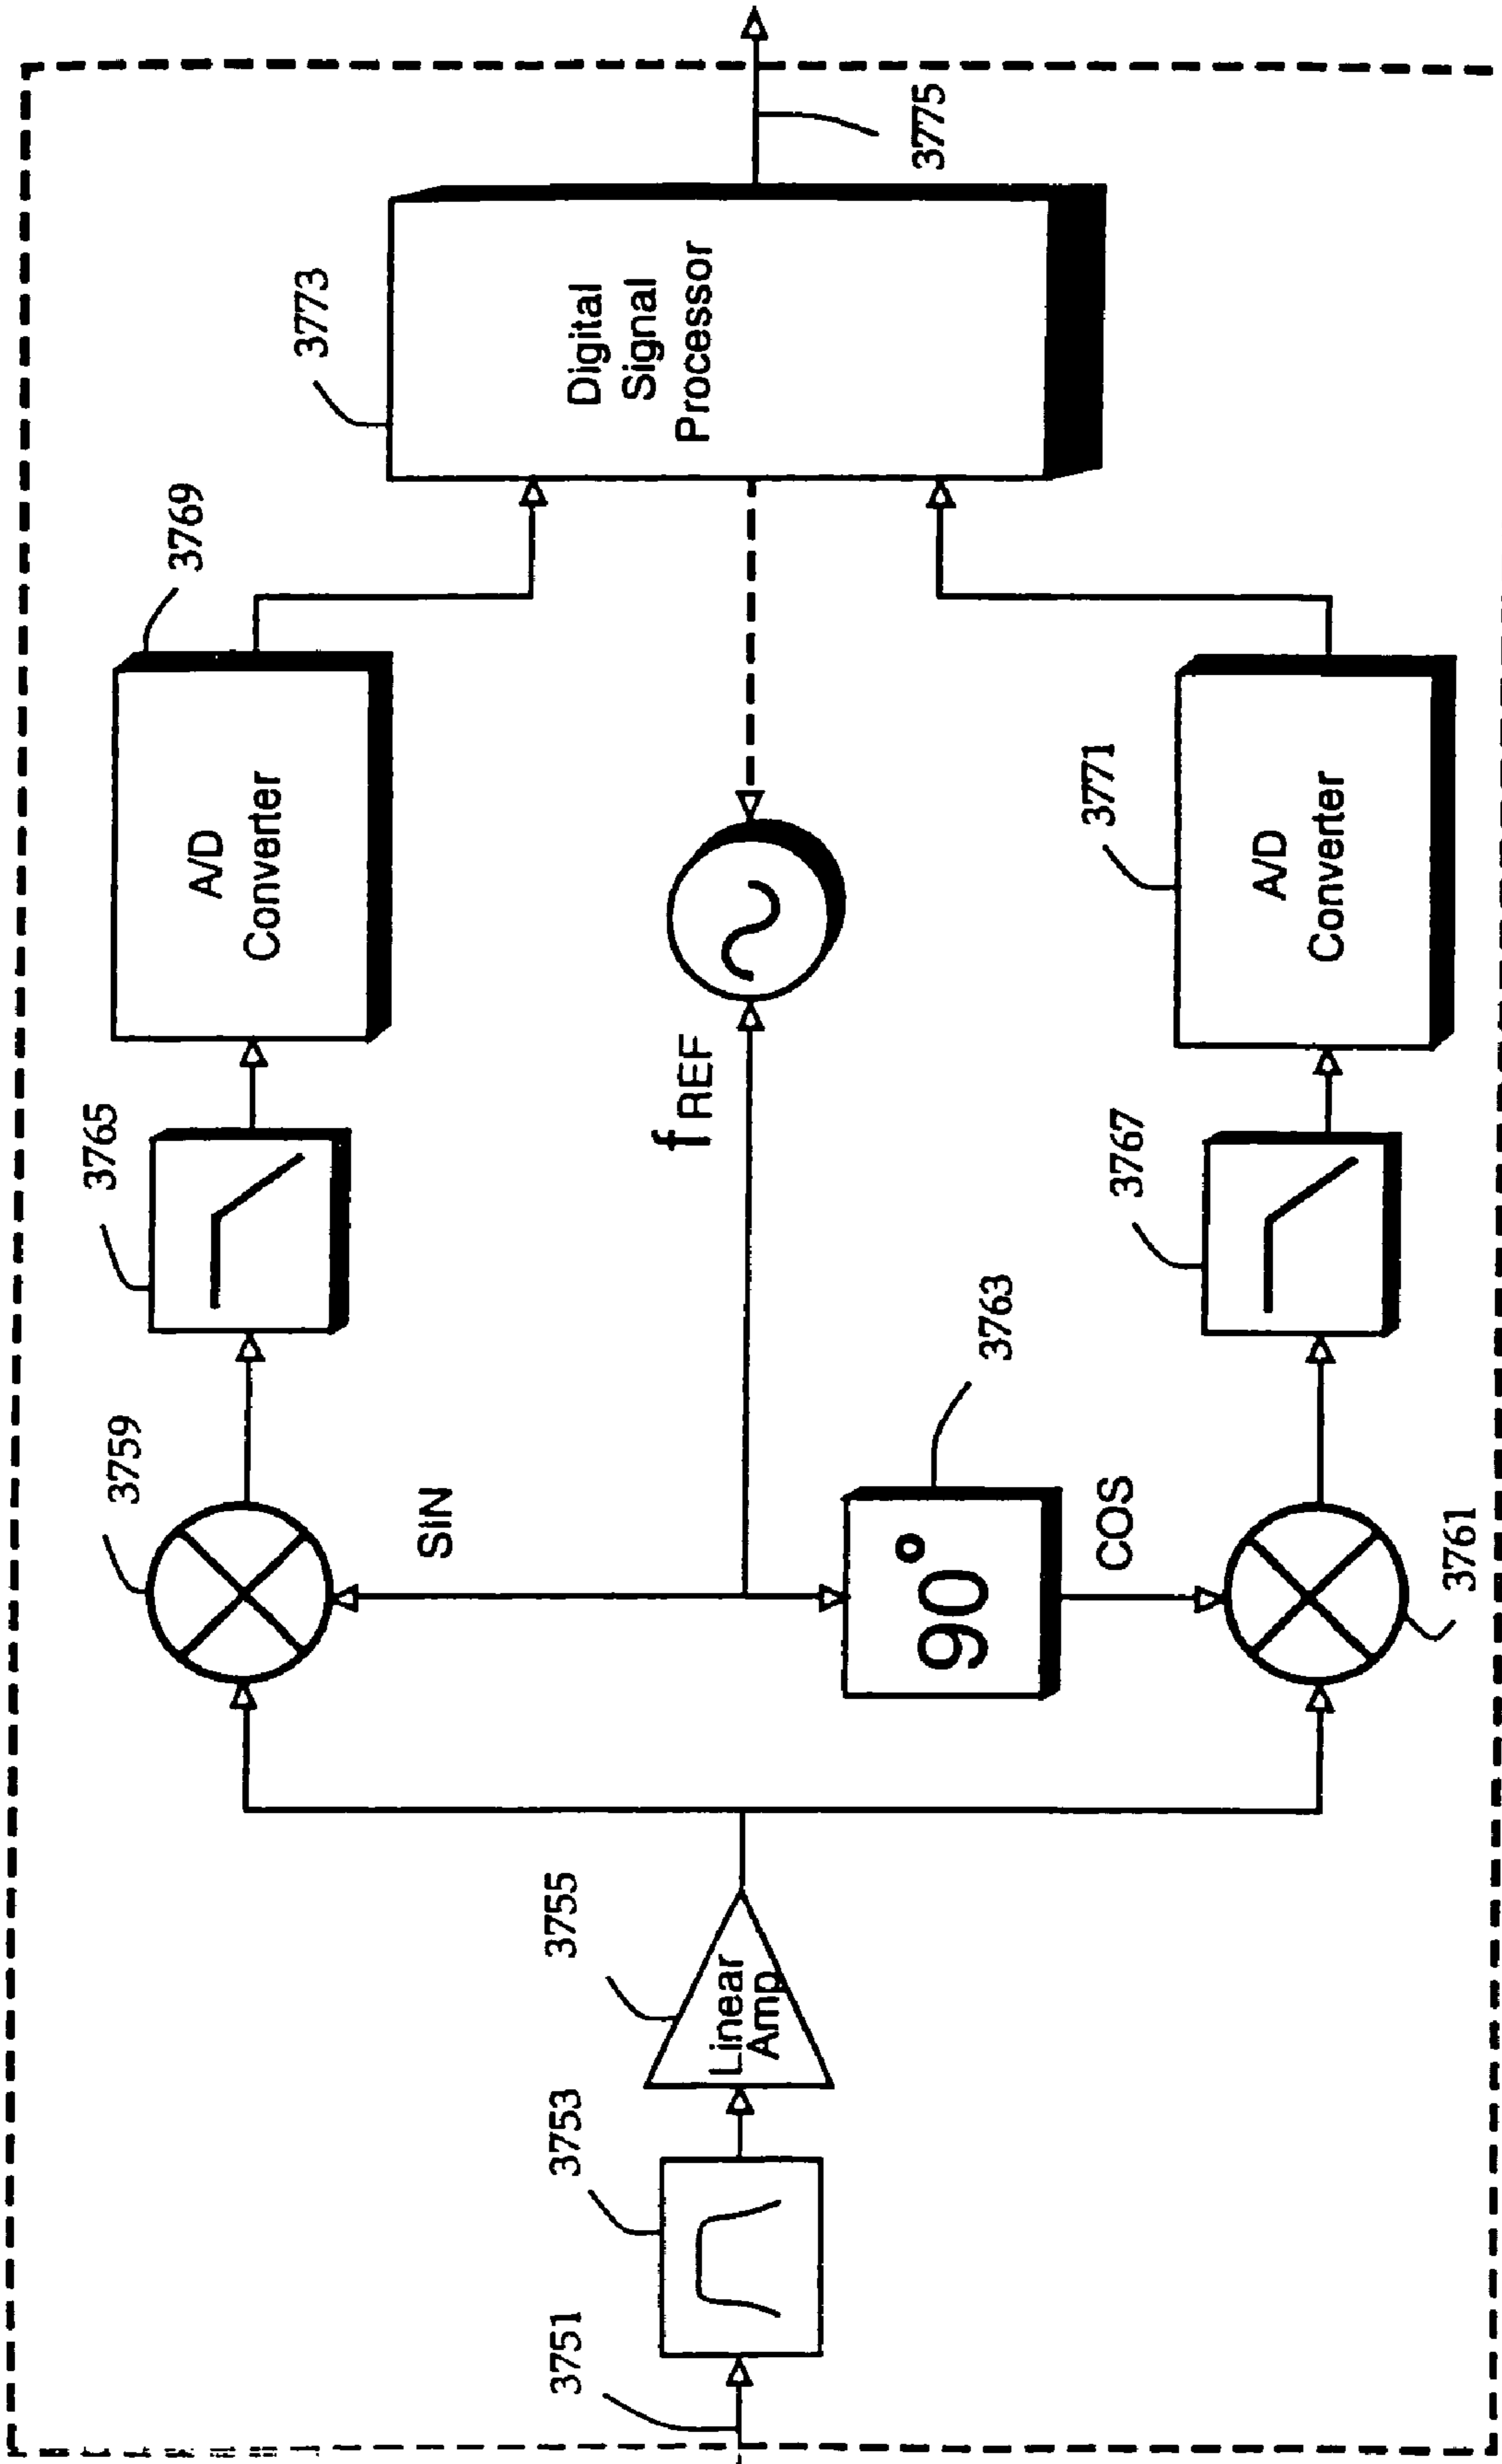 3751
3753
3755
Linear
Amp
3759
SIN
3763
90°
COS
3761
3765
fREF
3767
3769
A/D
Converter
3771
A/D
Converter
3773
Digital
Signal
Processor
3775